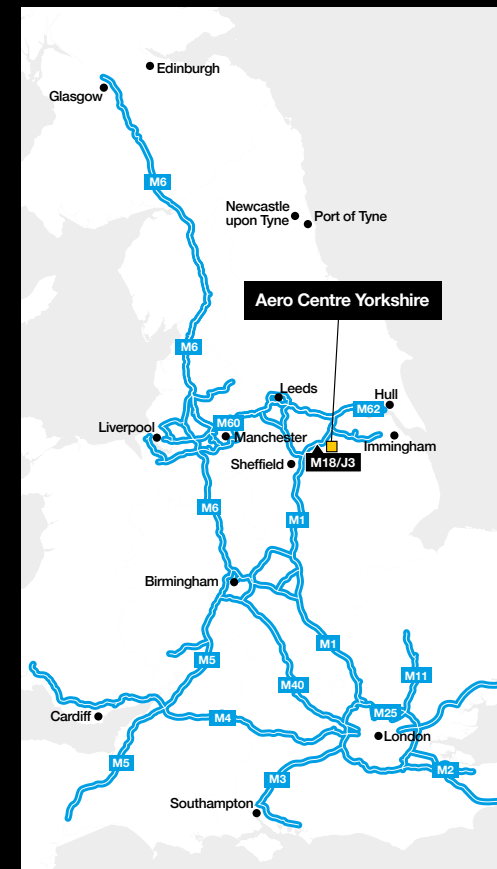 Edinburgh
Glasgow
M6
Newcastle
upon Tyne
Port of Tyne
Aero Centre Yorkshire
M6
Leeds
Hull
M62
M60
Liverpool
Manchester
Immingham
Sheffield
M18/J3
M6
M1
Birmingham
M1
M5
M11
M40
M25
Cardiff
M4
London
M5
M3
M2
Southampton